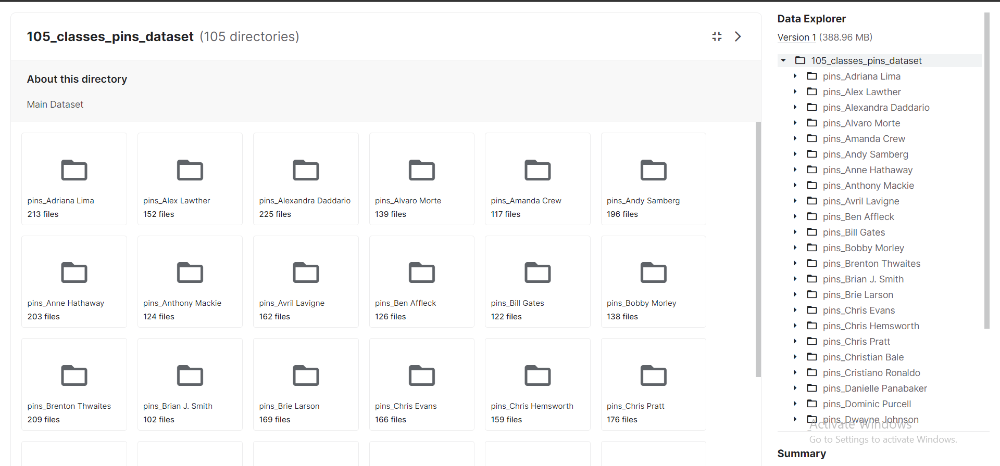 105_classes_pins_dataset (105 directories)
About this directory
Main Dataset
pins_Adriana Lima
213 files
pins_Alex Lawther
152 files
pins_Alexandra Daddario
225 files
pins_Alvaro Morte
139 files
pins_Amanda Crew
117 files
pins_Andy Samberg
196 files
pins_Anne Hathaway
203 files
pins_Anthony Mackie
124 files
pins_Avril Lavigne
162 files
pins_Ben Affleck
126 files
pins_Bill Gates
122 files
pins_Bobby Morley
138 files
pins_Brenton Thwaites
209 files
pins_Brian J. Smith
102 files
pins_Brie Larson
169 files
pins_Chris Evans
166 files
pins_Chris Hemsworth
159 files
pins_Chris Pratt
176 files
Data Explorer
Version 1 (388.96 MB)
105_classes_pins_dataset
pins_Adriana Lima
pins_Alex Lawther
pins_Alexandra Daddario
pins_Alvaro Morte
pins_Amanda Crew
pins_Andy Samberg
pins_Anne Hathaway
pins_Anthony Mackie
pins_Avril Lavigne
pins_Ben Affleck
pins_Bill Gates
pins_Bobby Morley
pins_Brenton Thwaites
pins_Brian J. Smith
pins_Brie Larson
pins_Chris Evans
pins_Chris Hemsworth
pins_Chris Pratt
pins_Christian Bale
pins_Cristiano Ronaldo
pins_Danielle Panabaker
pins_Dominic Purcell
pins_Dwayne Johnson
Activate Windows
Go to Settings to activate Windows.
Summary